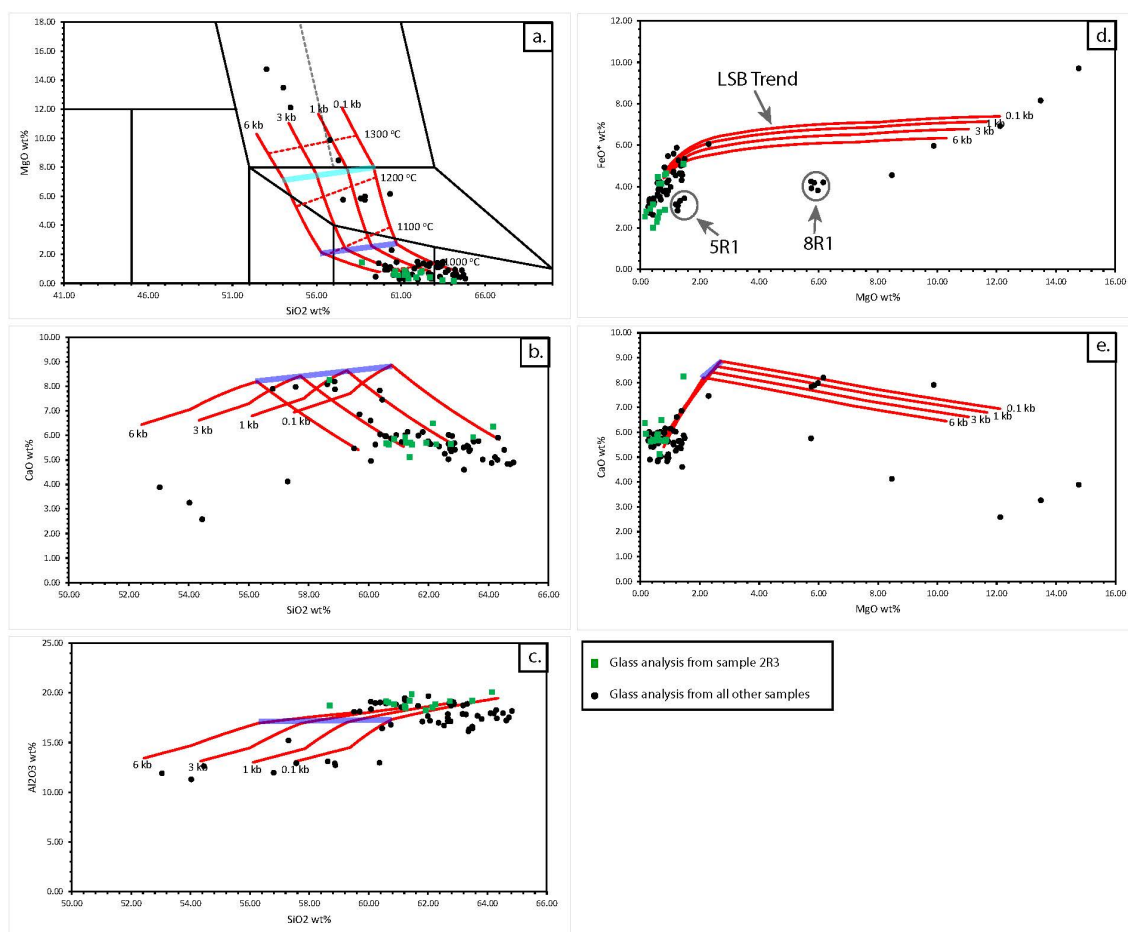 a.
18.00
16.00
14.00
12.00
10.00
8.00
6.00
4.00
2.00
0.00
MgO wt%
6 kb
3 kb
1 kb
0.1 kb
1300 °C
1200 °C
1100 °C
1000 °C
41.00 46.00 51.00 56.00 61.00 66.00
SiO2 wt%
b.
10.00
9.00
8.00
7.00
6.00
5.00
4.00
3.00
2.00
1.00
0.00
CaO wt%
6 kb
3 kb
1 kb
0.1 kb
50.00 52.00 54.00 56.00 58.00 60.00 62.00 64.00 66.00
SiO2 wt%
c.
25.00
20.00
15.00
10.00
5.00
0.00
Al2O3 wt%
6 kb
3 kb
1 kb
0.1 kb
50.00 52.00 54.00 56.00 58.00 60.00 62.00 64.00 66.00
SiO2 wt%
d.
12.00
10.00
8.00
6.00
4.00
2.00
0.00
FeO* wt%
LSB Trend
0.1 kb
1 kb
3 kb
6 kb
5R1
8R1
0.00 2.00 4.00 6.00 8.00 10.00 12.00 14.00 16.00
MgO wt%
e.
10.00
9.00
8.00
7.00
6.00
5.00
4.00
3.00
2.00
1.00
0.00
CaO wt%
0.1 kb
1 kb
3 kb
6 kb
0.00 2.00 4.00 6.00 8.00 10.00 12.00 14.00 16.00
MgO wt%
Glass analysis from sample 2R3
Glass analysis from all other samples